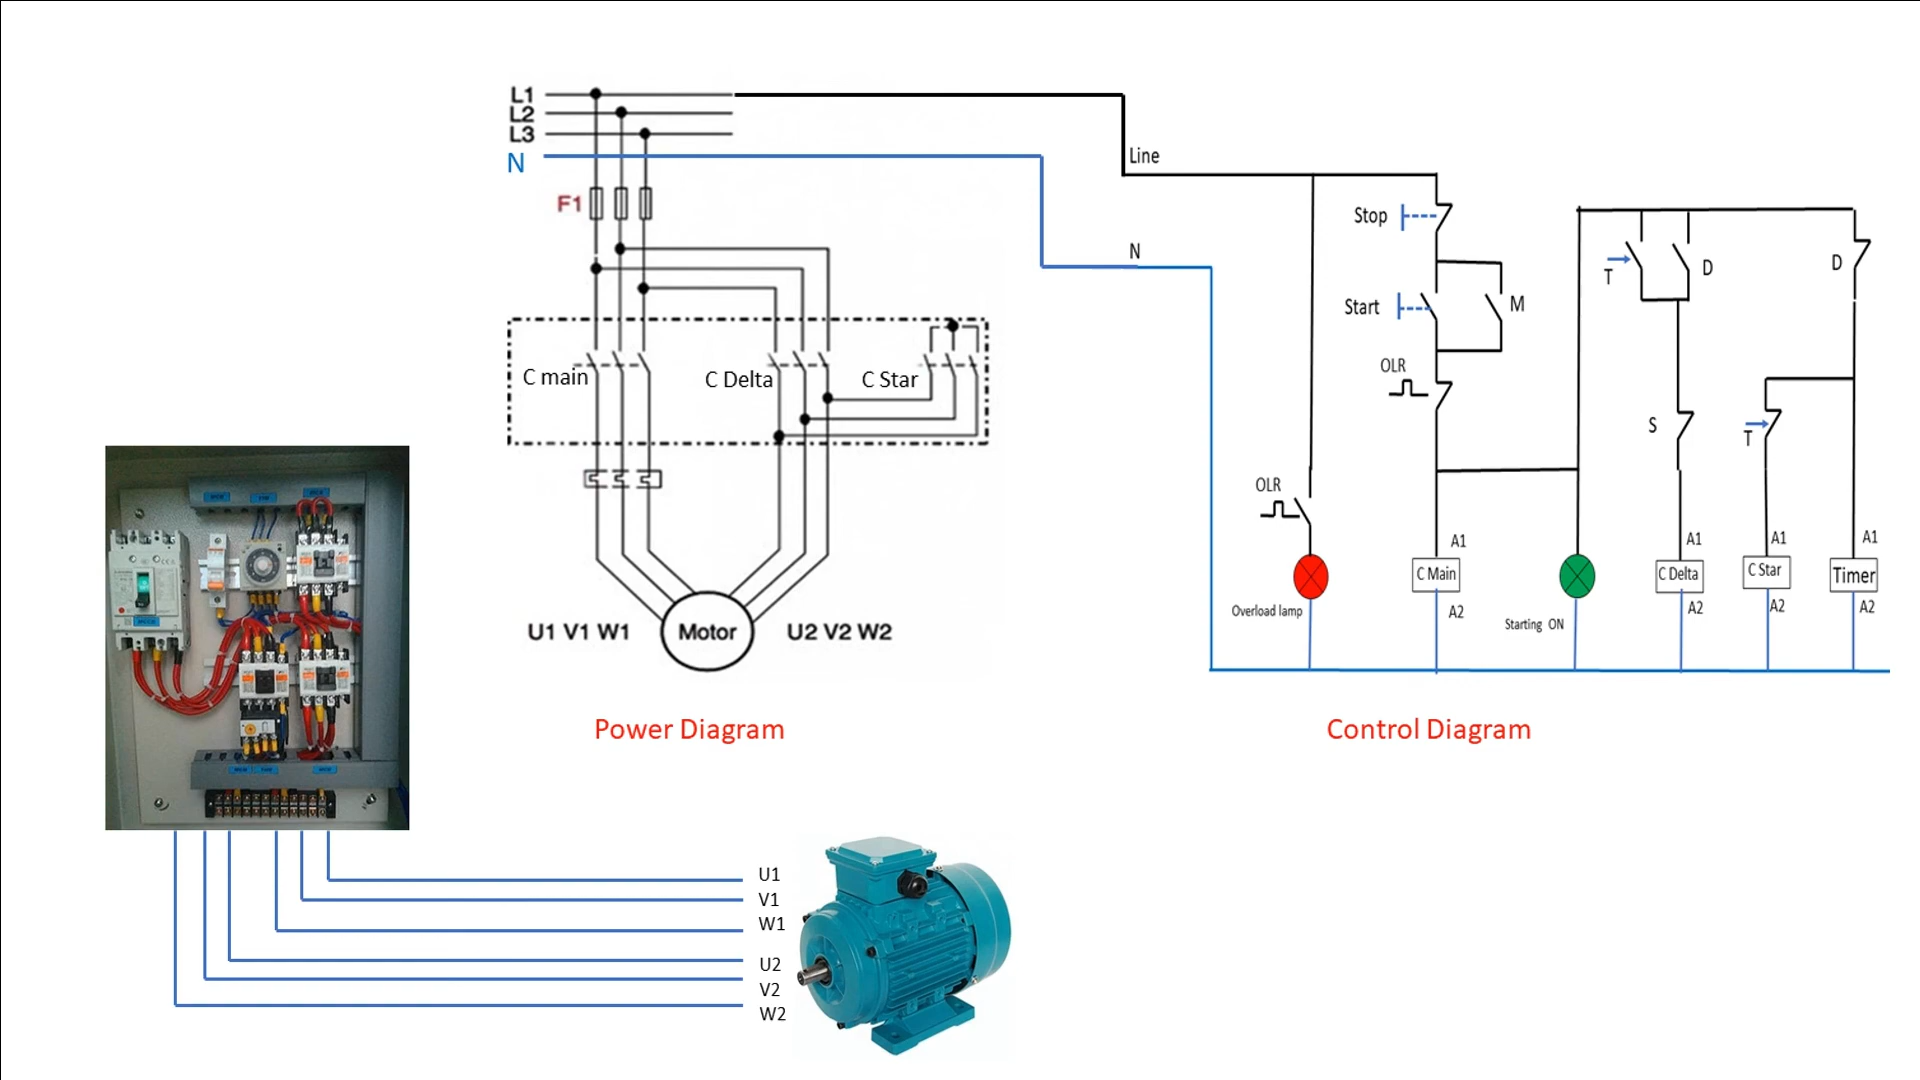 L1
L2
L3
N
F1
C main
C Delta
C Star
U1 V1 W1
Motor
U2 V2 W2
Power Diagram
Line
N
Stop
Start
M
OLR
OLR
Overload lamp
A1
C Main
A2
Starting ON
T
D
S
A1
C Delta
A2
D
T
A1
C Star
A2
A1
Timer
A2
Control Diagram
U1
V1
W1
U2
V2
W2